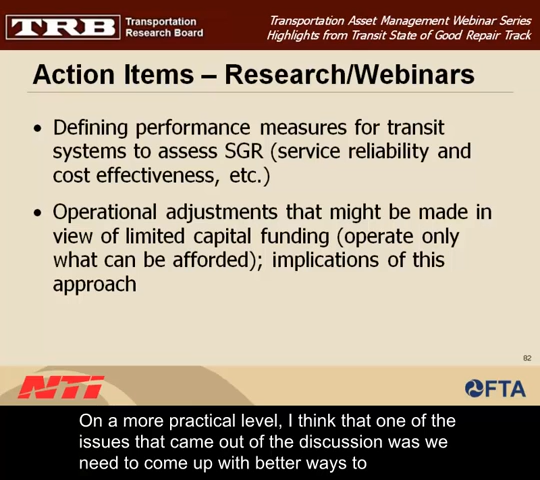 TRB
Transportation
Research Board
Transportation Asset Management Webinar Series
Highlights from Transit State of Good Repair Track
Action Items – Research/Webinars
• Defining performance measures for transit
systems to assess SGR (service reliability and
cost effectiveness, etc.)
• Operational adjustments that might be made in
view of limited capital funding (operate only
what can be afforded); implications of this
approach
82
NTI
FTA
On a more practical level, I think that one of the
issues that came out of the discussion was we
need to come up with better ways to